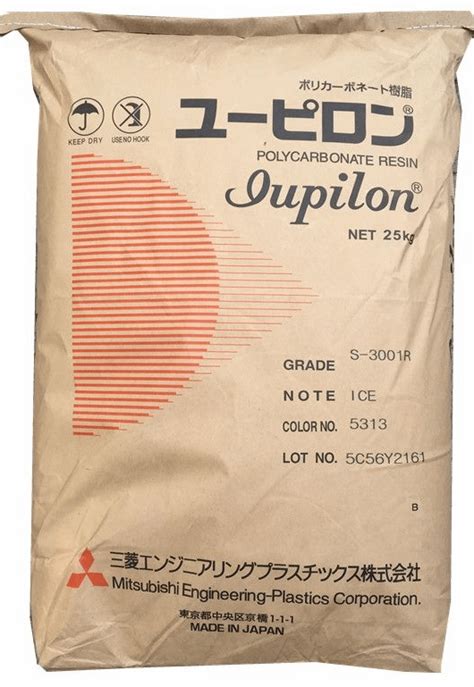 ポリカーボネート樹脂
ユーピロン®
KEEP DRY
USE NO HOOK
POLYCARBONATE RESIN
Iupilon®
NET 25Kg
GRADE S-3001R
NOTE ICE
COLOR NO. 5313
LOT NO. 5C56Y2161
B
三菱エンジニアリングプラスチックス株式会社
Mitsubishi Engineering-Plastics Corporation.
東京都中央区京橋1-1-1
MADE IN JAPAN